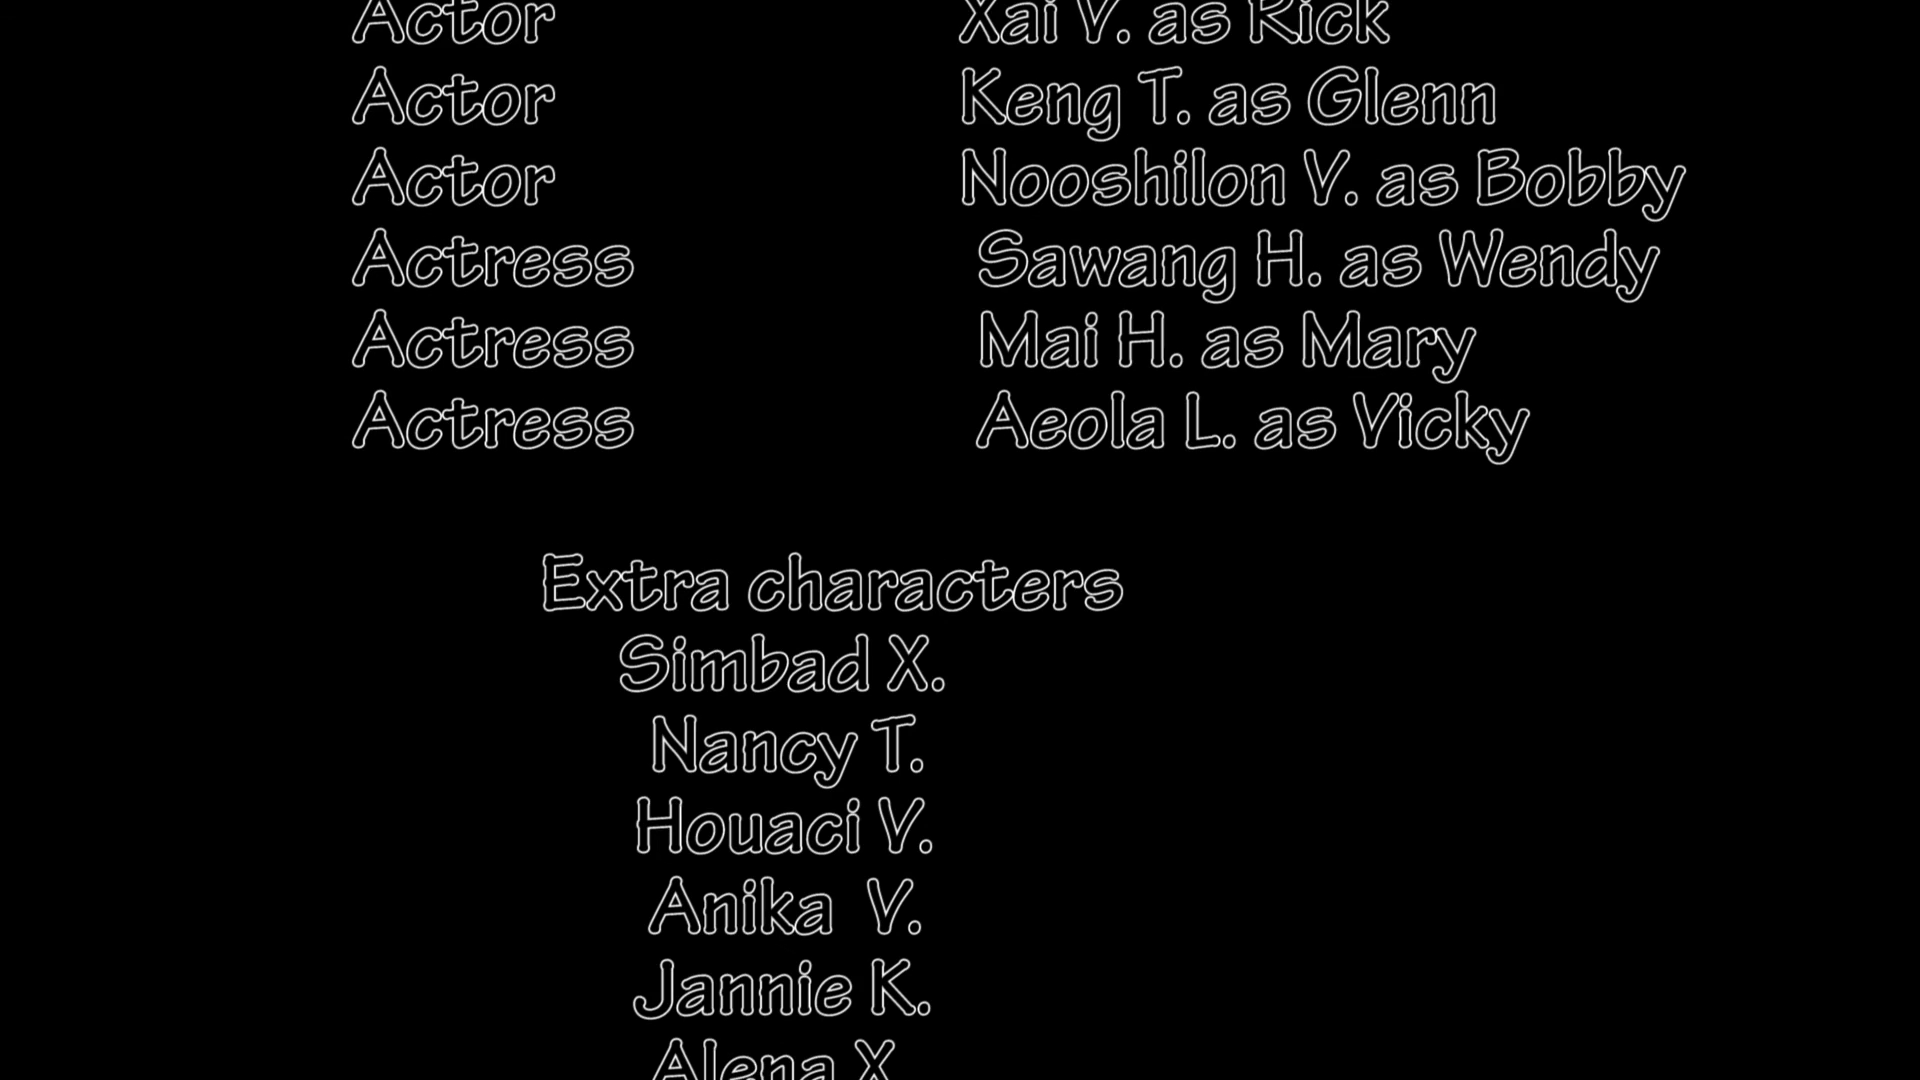 Actor Xai V. as Rick
Actor Keng T. as Glenn
Actor Nooshilon V. as Bobby
Actress Sawang H. as Wendy
Actress Mai H. as Mary
Actress Aeola L. as Vicky
Extra characters
Simbad X.
Nancy T.
Houaci V.
Anika V.
Jannie K.
Alena X.